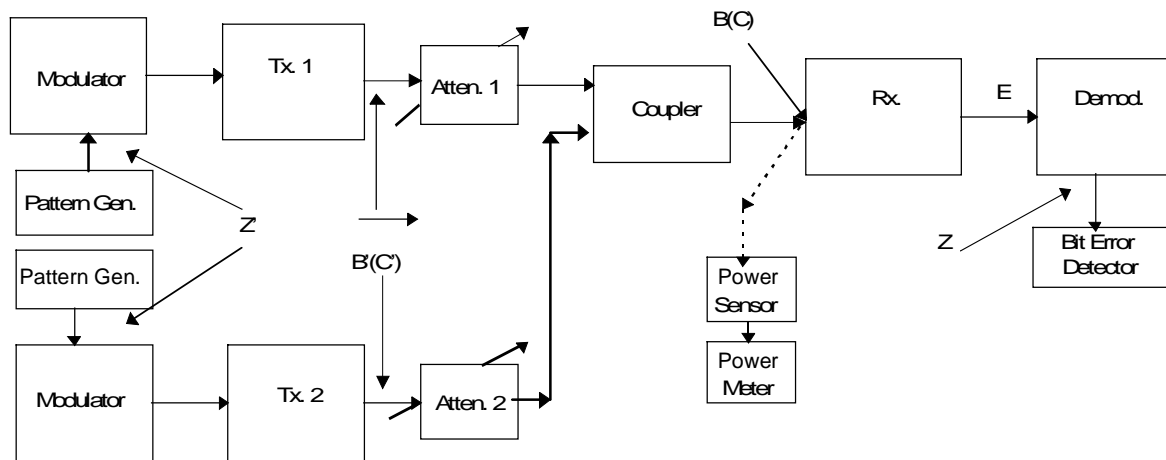 Modulator
Tx. 1
Atten. 1
Coupler
B(C)
Rx.
E
Demod.
Pattern Gen.
Z'
Pattern Gen.
B'(C')
Z
Bit Error
Detector
Power
Sensor
Power
Meter
Modulator
Tx. 2
Atten. 2